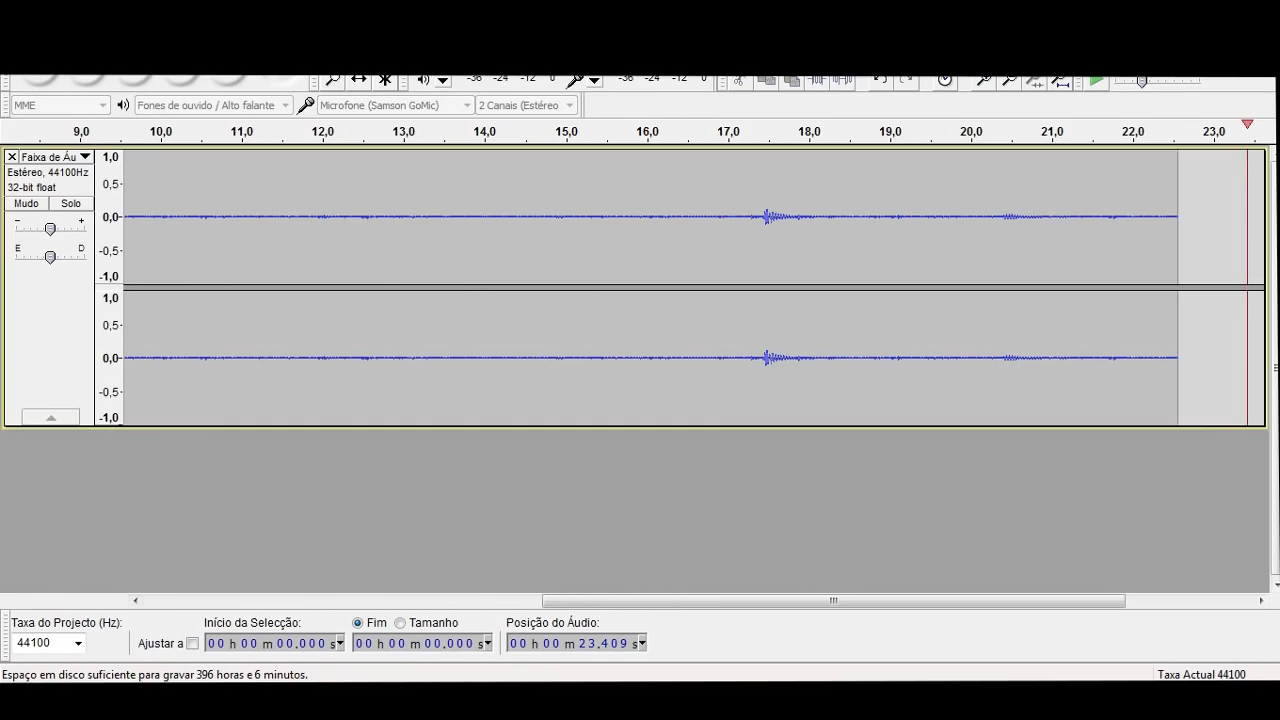 -36 -24 -12 0 -36 -24 -12 0
MME Fones de ouvido / Alto falante Microfone (Samson GoMic) 2 Canais (Estéreo
9,0 10,0 11,0 12,0 13,0 14,0 15,0 16,0 17,0 18,0 19,0 20,0 21,0 22,0 23,0
Faixa de Áu
Estéreo, 44100Hz
32-bit float
Mudo Solo
- +
E D
1,0
0,5
0,0
-0,5
-1,0
1,0
0,5
0,0
-0,5
-1,0
Taxa do Projecto (Hz): Início da Selecção: Fim Tamanho Posição do Áudio:
44100 Ajustar a 00 h 00 m 00.000 s 00 h 00 m 00.000 s 00 h 00 m 23.409 s
Espaço em disco suficiente para gravar 396 horas e 6 minutos. Taxa Actual 44100